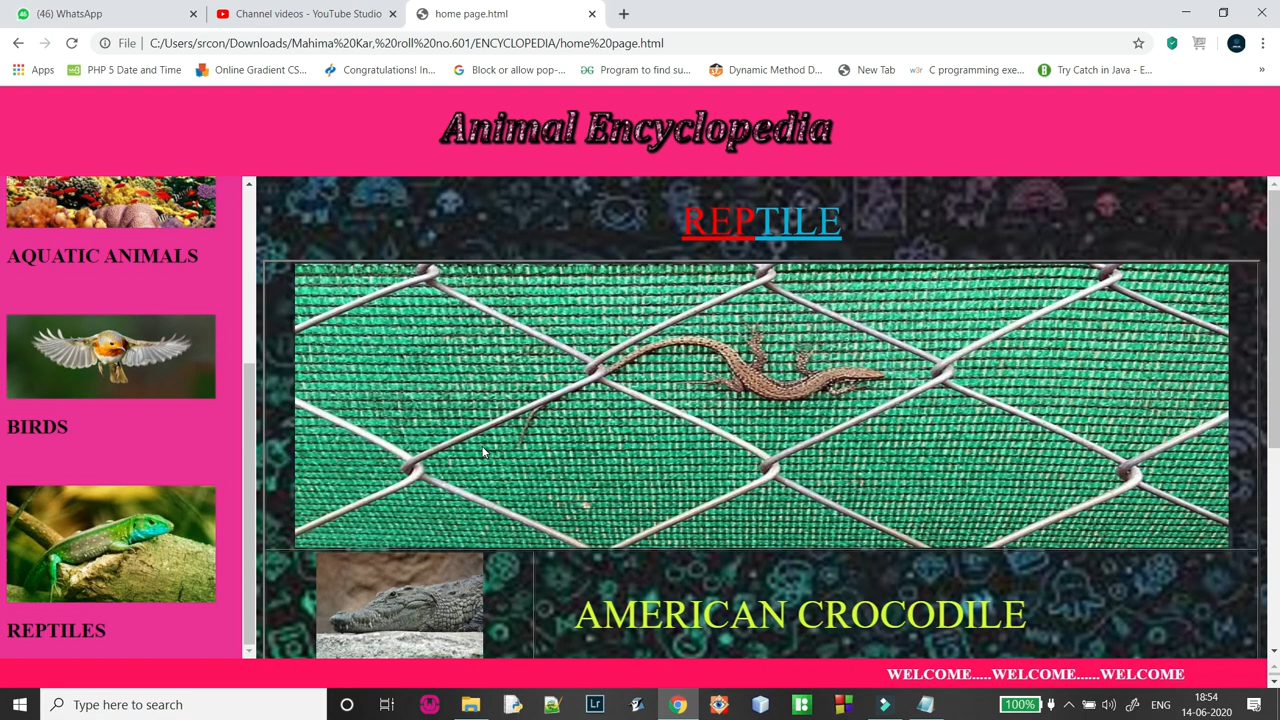 (46) WhatsApp
Channel videos - YouTube Studio
home page.html
File
C:/Users/srcon/Downloads/Mahima%20Kar,%20roll%20no.601/ENCYCLOPEDIA/home%20page.html
Apps
PHP 5 Date and Time
Online Gradient CS...
Congratulations! In...
Block or allow pop-...
Program to find su...
Dynamic Method D...
New Tab
C programming exe...
Try Catch in Java - E...
»
Animal Encyclopedia
REPTILE
AQUATIC ANIMALS
BIRDS
REPTILES
AMERICAN CROCODILE
WELCOME.....WELCOME......WELCOME
Type here to search
100%
ENG
18:54
14-06-2020